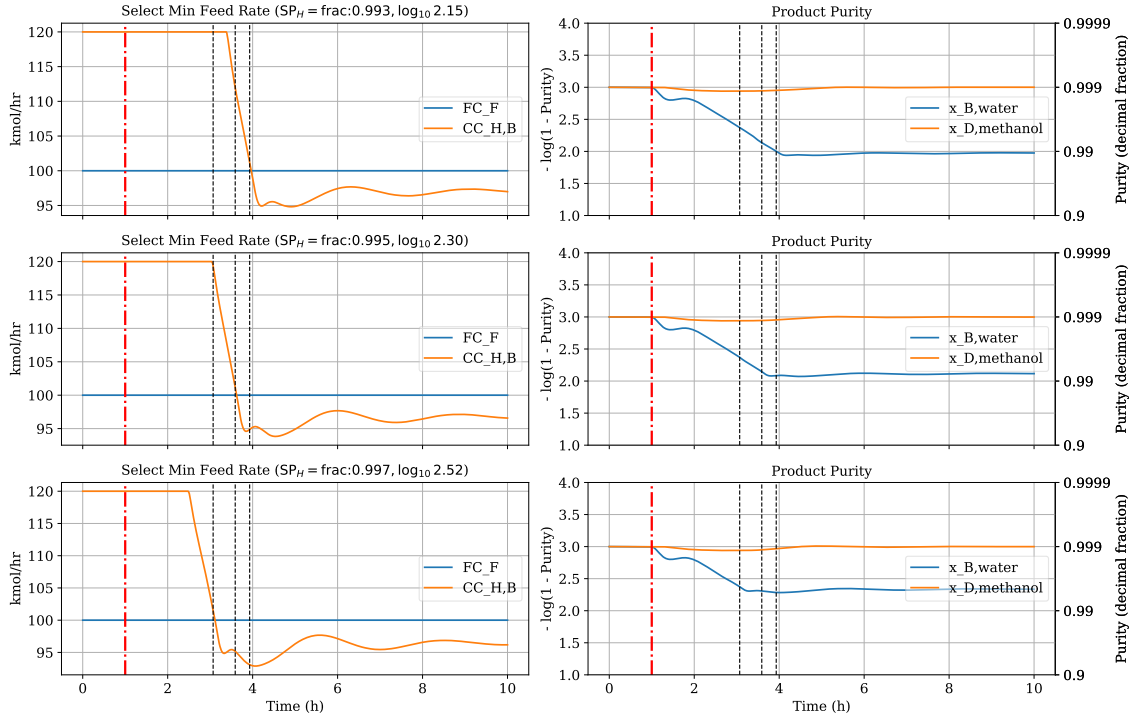 Select Min Feed Rate (SP_H = frac:0.993, log₁₀ 2.15)
120
115
110
105
100
95
kmol/hr
FC_F
CC_H,B
Product Purity
4.0
3.5
3.0
2.5
2.0
1.5
1.0
- log(1 - Purity)
x_B,water
x_D,methanol
0.9999
0.999
0.99
0.9
Purity (decimal fraction)
Select Min Feed Rate (SP_H = frac:0.995, log₁₀ 2.30)
120
115
110
105
100
95
kmol/hr
FC_F
CC_H,B
Product Purity
4.0
3.5
3.0
2.5
2.0
1.5
1.0
- log(1 - Purity)
x_B,water
x_D,methanol
0.9999
0.999
0.99
0.9
Purity (decimal fraction)
Select Min Feed Rate (SP_H = frac:0.997, log₁₀ 2.52)
120
115
110
105
100
95
kmol/hr
FC_F
CC_H,B
0 2 4 6 8 10
Time (h)
Product Purity
4.0
3.5
3.0
2.5
2.0
1.5
1.0
- log(1 - Purity)
x_B,water
x_D,methanol
0.9999
0.999
0.99
0.9
Purity (decimal fraction)
0 2 4 6 8 10
Time (h)